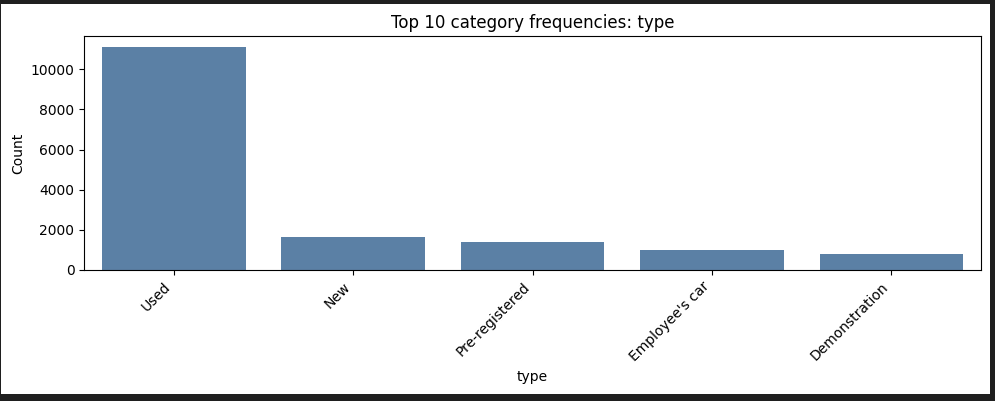 Top 10 category frequencies: type
Count
10000
8000
6000
4000
2000
0
Used
New
Pre-registered
Employee's car
Demonstration
type